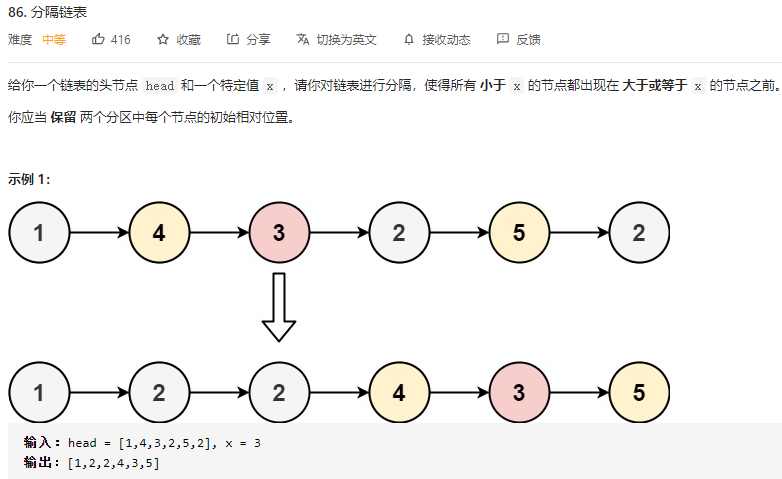 86. 分隔链表
难度 中等 416 收藏 分享 切换为英文 接收动态 反馈
给你一个链表的头节点 head 和一个特定值 x ，请你对链表进行分隔，使得所有 小于 x 的节点都出现在 大于或等于 x 的节点之前。
你应当 保留 两个分区中每个节点的初始相对位置。
示例 1：
1 4 3 2 5 2
1 2 2 4 3 5
输入：head = [1,4,3,2,5,2], x = 3
输出：[1,2,2,4,3,5]